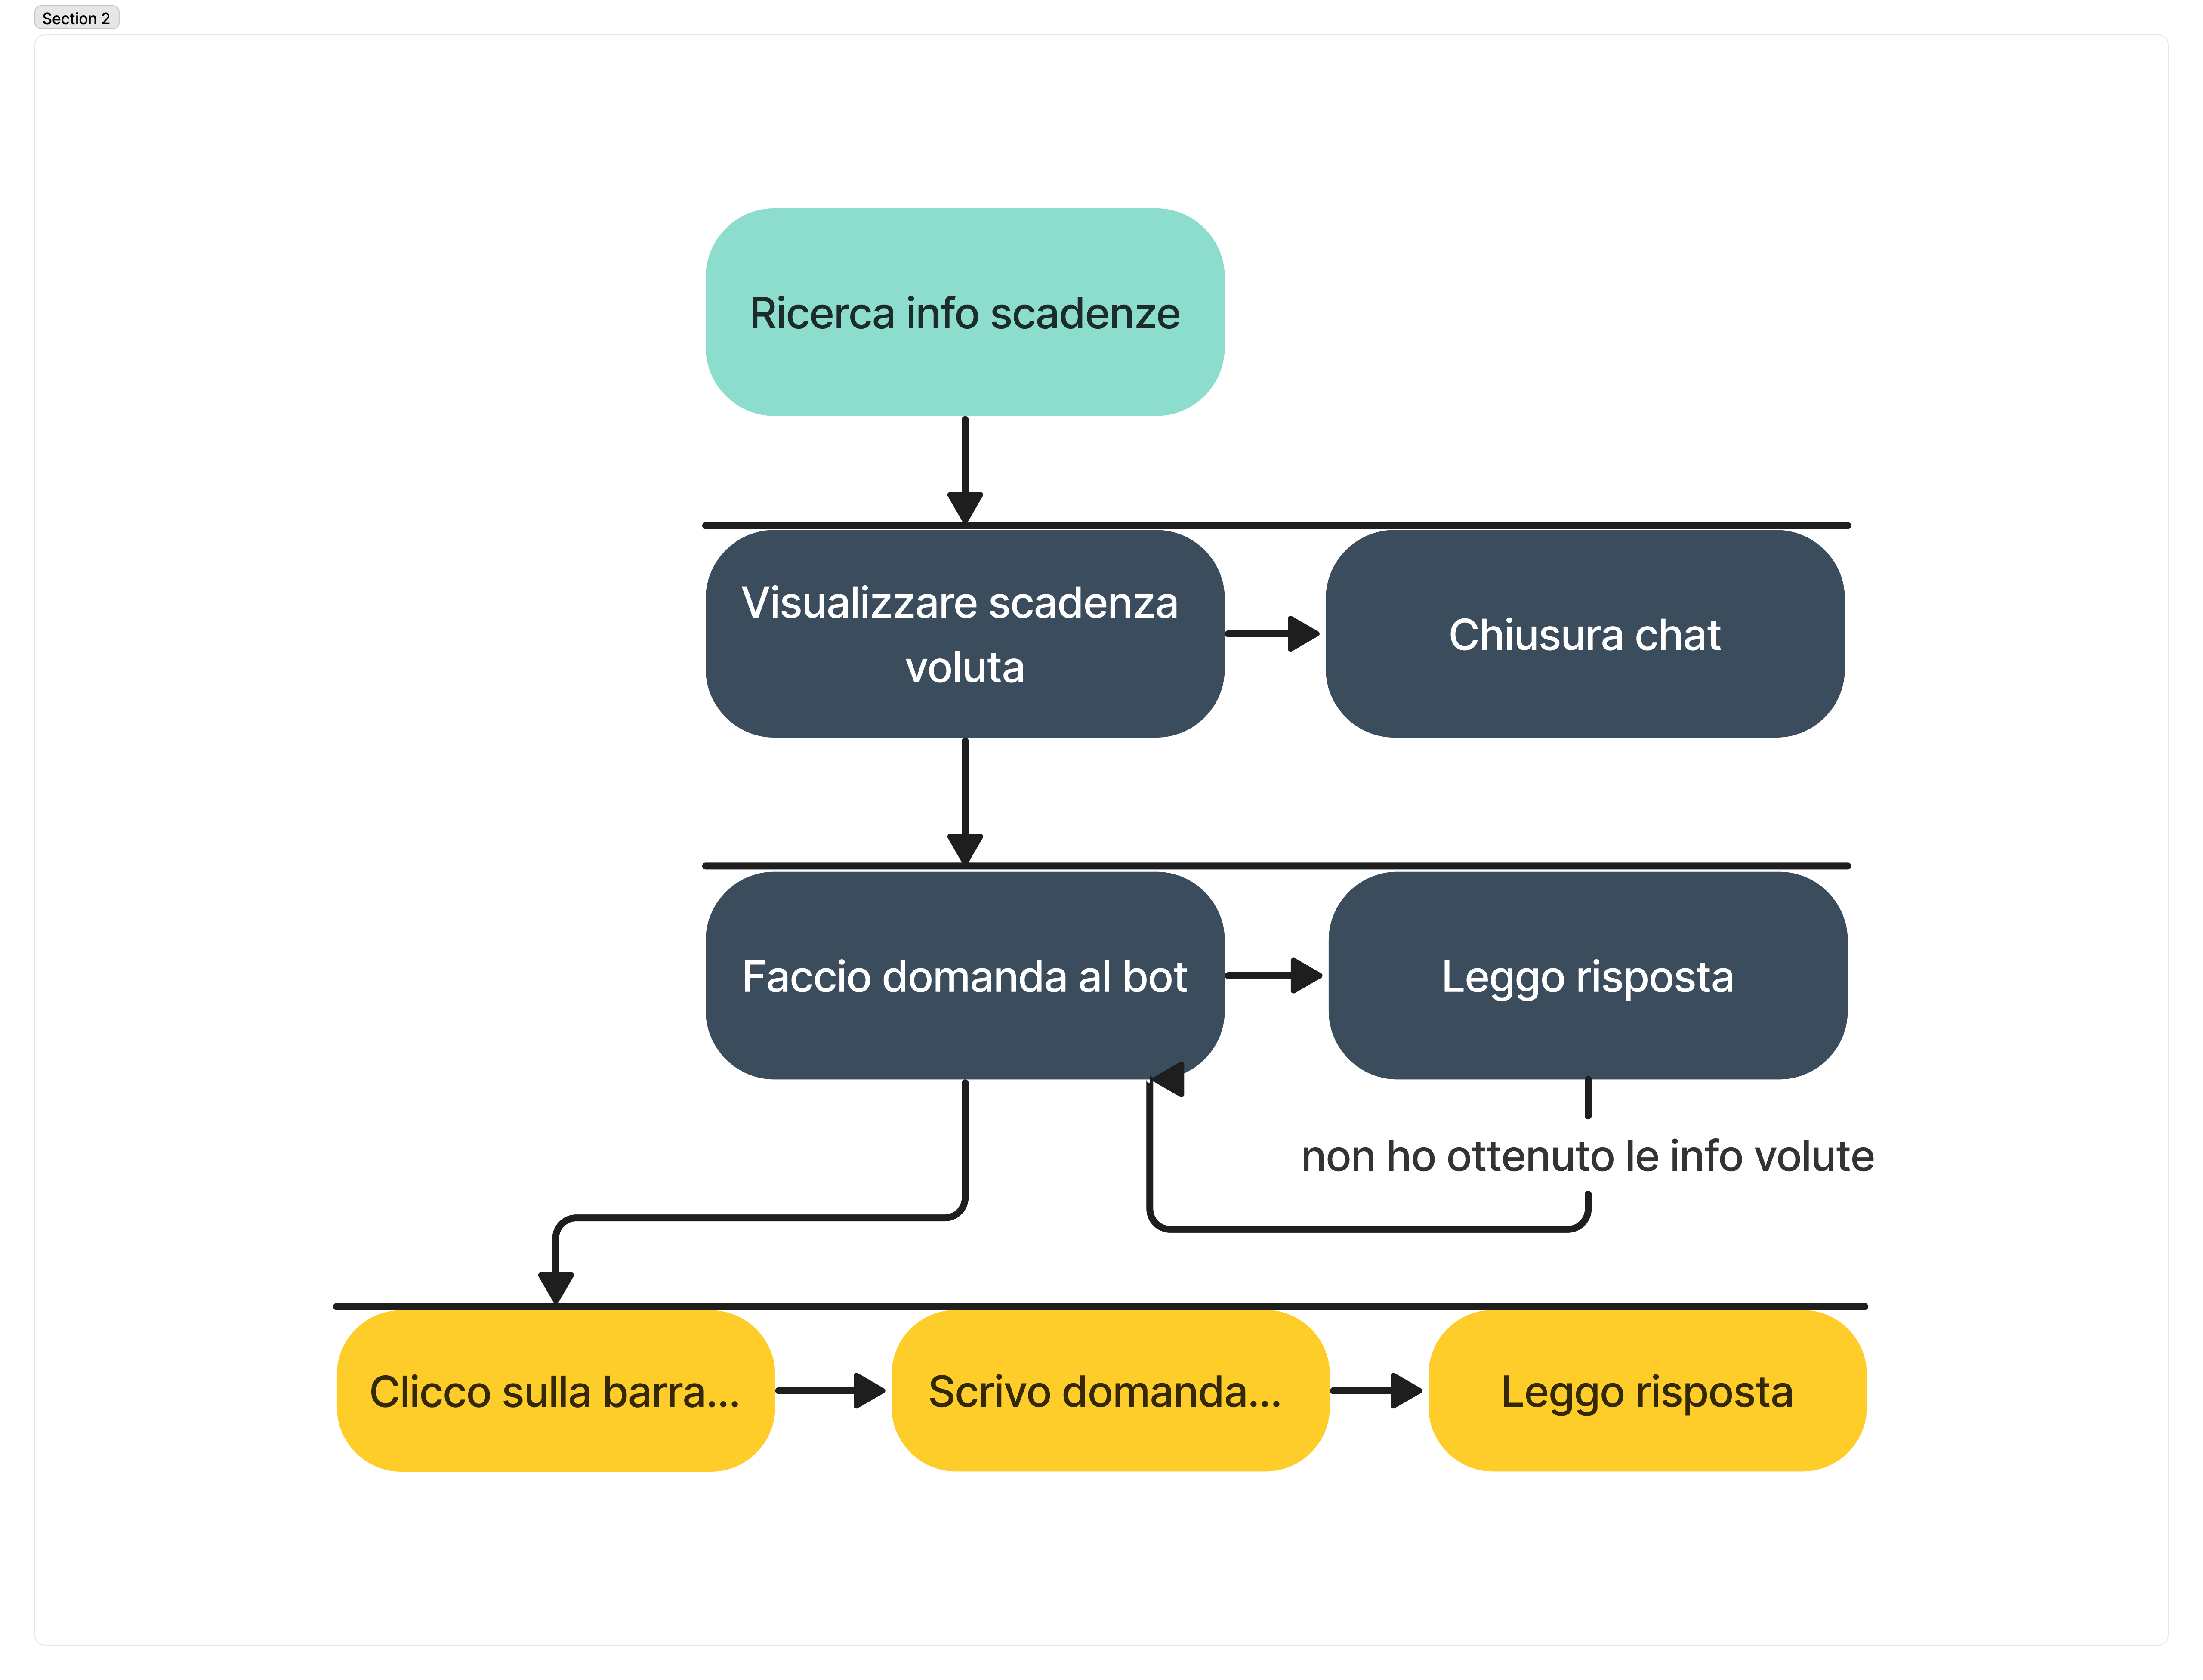 Section 2
Ricerca info scadenze
Visualizzare scadenza
voluta
Chiusura chat
Faccio domanda al bot
Leggo risposta
non ho ottenuto le info volute
Clicco sulla barra...
Scrivo domanda...
Leggo risposta